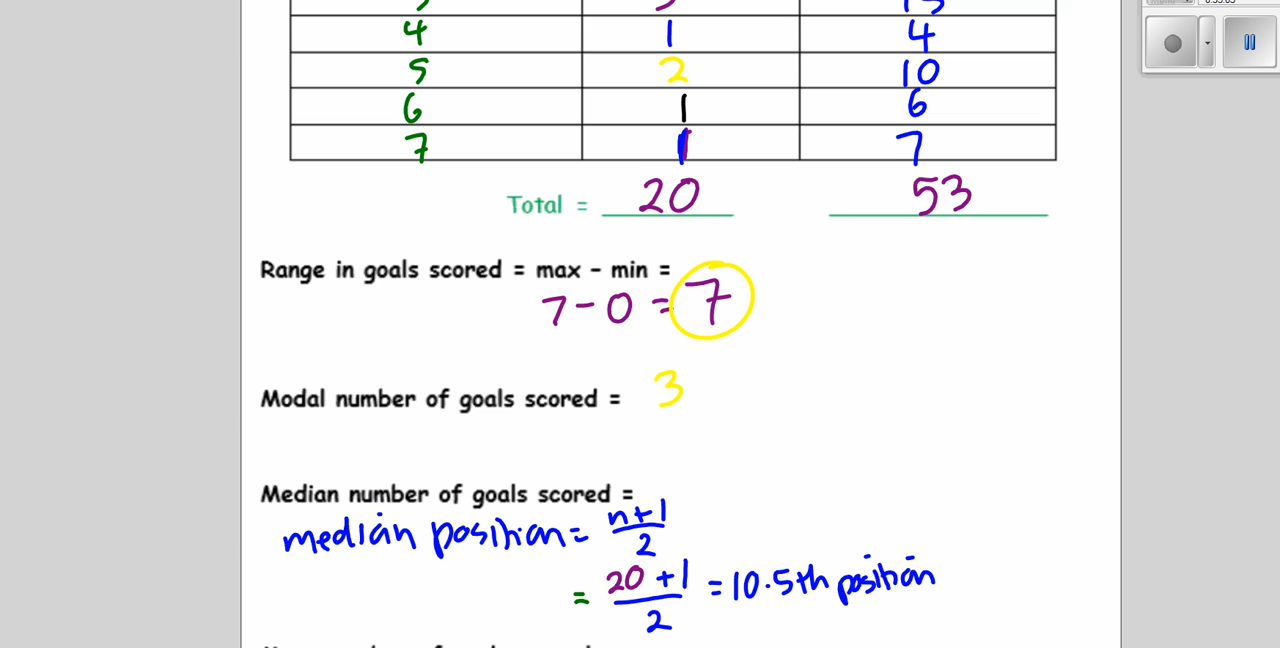 4 1 4
5 2 10
6 1 6
7 1 7
Total = 20 53
Range in goals scored = max - min =
7 - 0 = 7
Modal number of goals scored = 3
Median number of goals scored =
median position = n+1/2
= 20+1/2 = 10.5th position